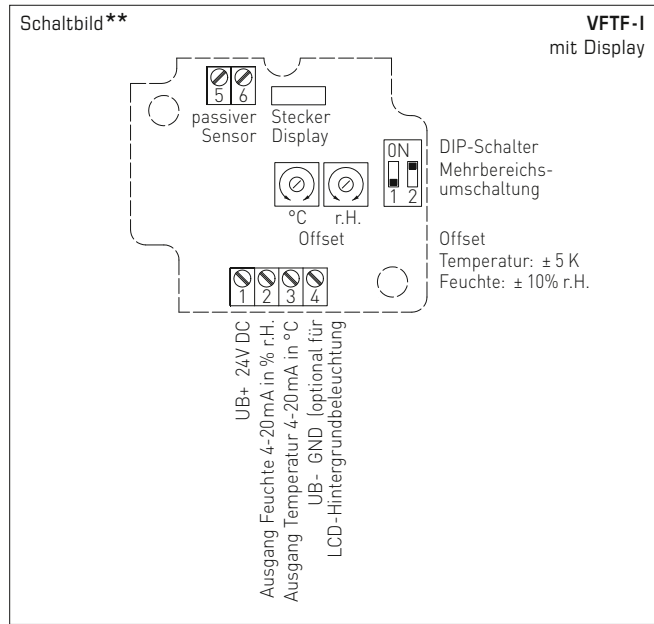 Schaltbild**
VFTF-I
mit Display
5 6
passiver
Sensor
Stecker
Display
ON
1 2
DIP-Schalter
Mehrbereichs-
umschaltung
°C r.H.
Offset
Offset
Temperatur: ± 5 K
Feuchte: ± 10% r.H.
1 2 3 4
UB+ 24V DC
Ausgang Feuchte 4-20mA in % r.H.
Ausgang Temperatur 4-20mA in °C
UB- GND (optional für
LCD-Hintergrundbeleuchtung